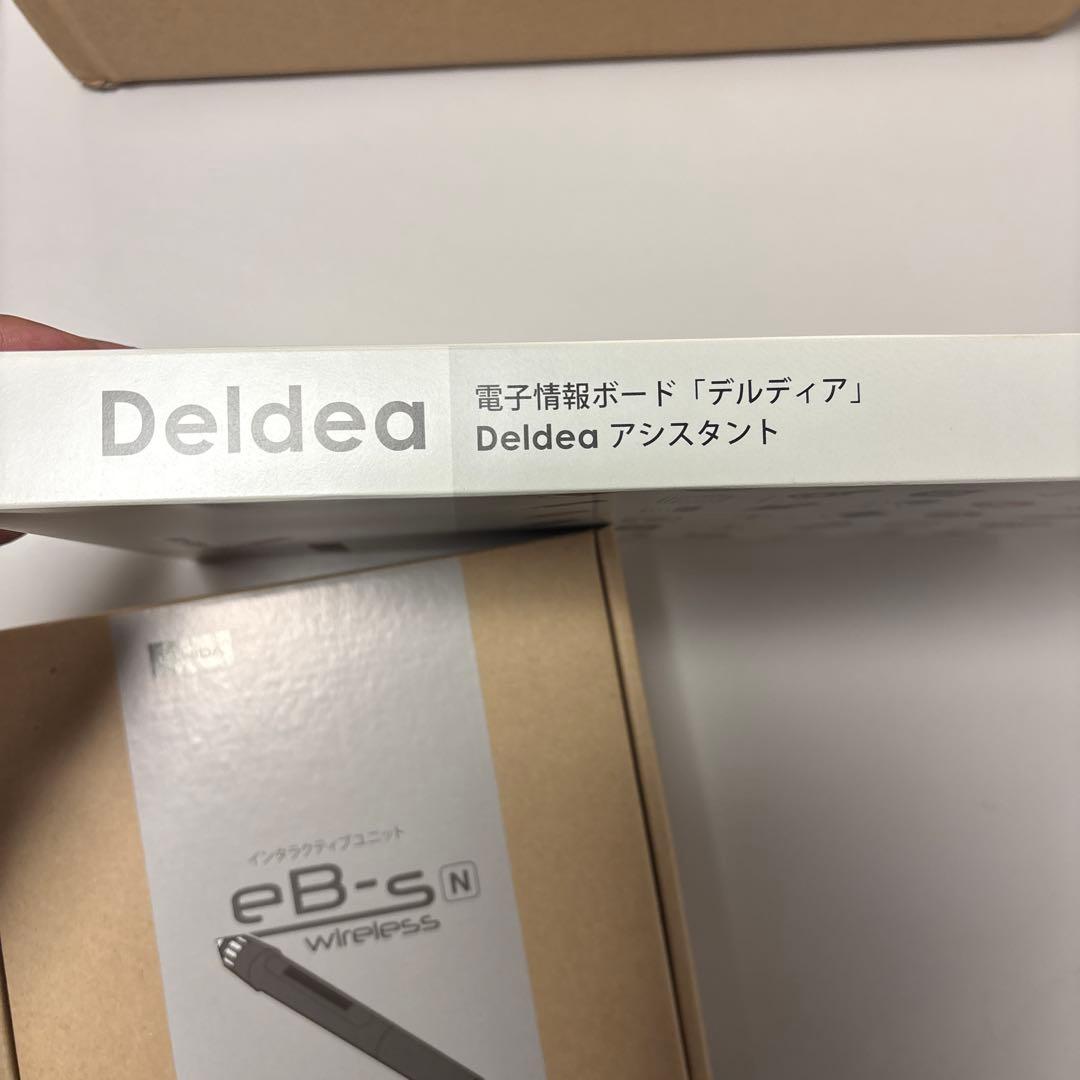 Deldea
電子情報ボード「デルディア」
Deldea アシスタント
インタラクティブユニット
eB-s N
wireless